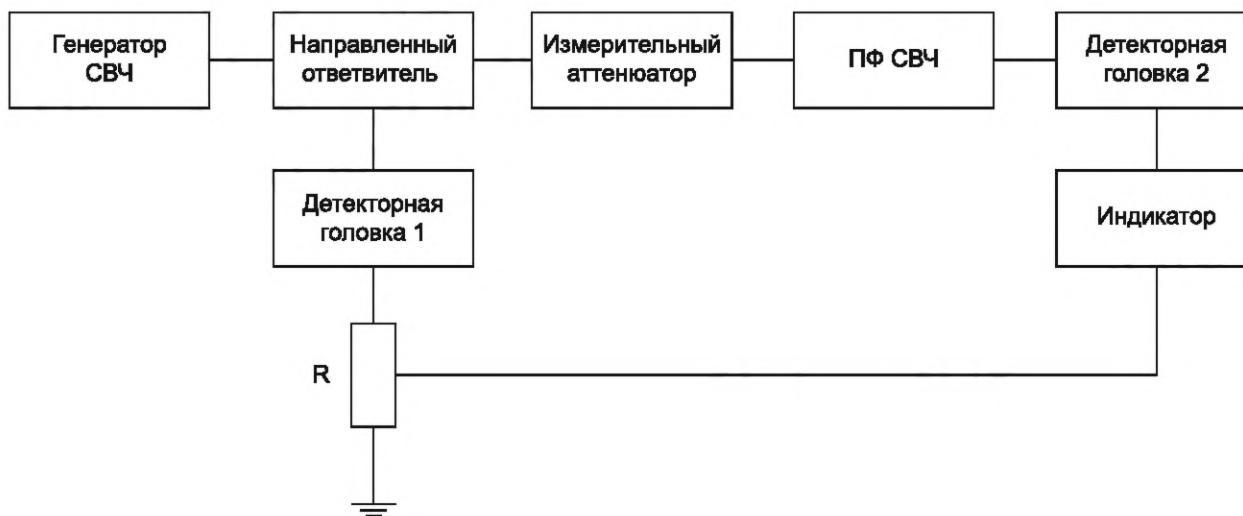 Генератор
СВЧ
Направленный
ответвитель
Измерительный
аттенюатор
ПФ СВЧ
Детекторная
головка 2
Детекторная
головка 1
Индикатор
R